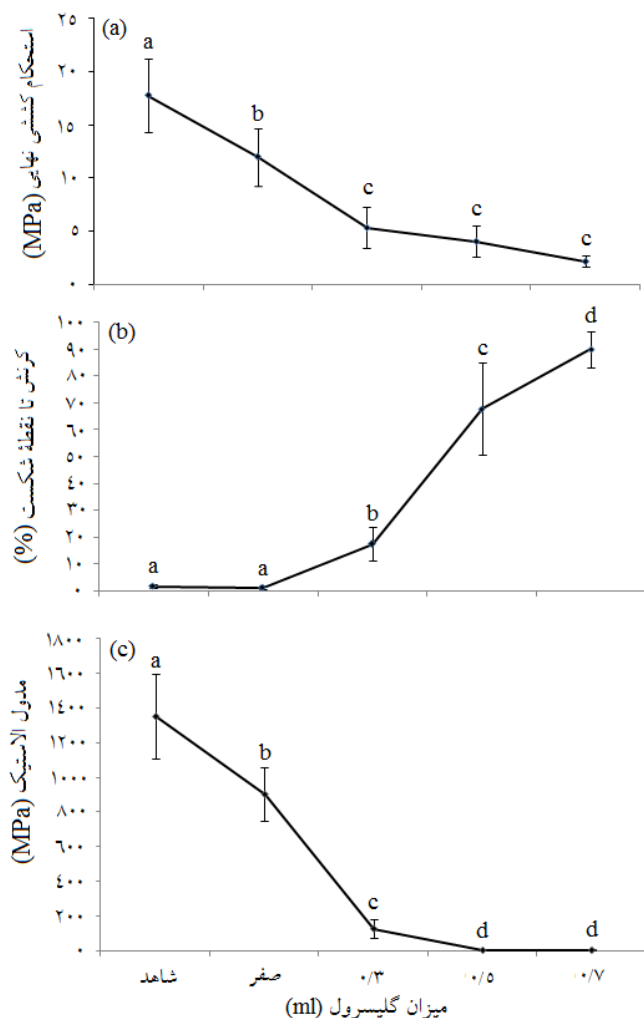 (a)
استحکام کششی نهایی (MPa)
۲۵
۲۰
۱۵
۱۰
۵
۰
a
b
c
c
c
(b)
کرنش تا نقطهٔ شکست (%)
۱۰۰
۹۰
۸۰
۷۰
۶۰
۵۰
۴۰
۳۰
۲۰
۱۰
۰
a
a
b
c
d
(c)
مدول الاستیک (MPa)
۱۸۰۰
۱۶۰۰
۱۴۰۰
۱۲۰۰
۱۰۰۰
۸۰۰
۶۰۰
۴۰۰
۲۰۰
۰
a
b
c
d
d
شاهد
صفر
۰/۳
۰/۵
۰/۷
میزان گلیسرول (ml)